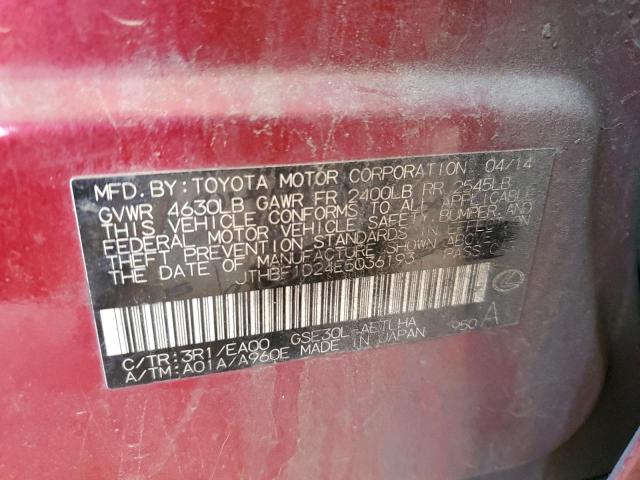 MFD. BY: TOYOTA MOTOR CORPORATION 04/14
GVWR 4630LB GAWR FR 2400LB RR 2545LB
THIS VEHICLE CONFORMS TO ALL APPLICABLE
FEDERAL MOTOR VEHICLE SAFETY, BUMPER, AND
THEFT PREVENTION STANDARDS IN EFFECT ON
THE DATE OF MANUFACTURE SHOWN ABOVE.
PASS. CAR
C/TR: 3R1/EA00 GSE30L-AETLHA
A/TM: A01A/A960E MADE IN JAPAN 950 A